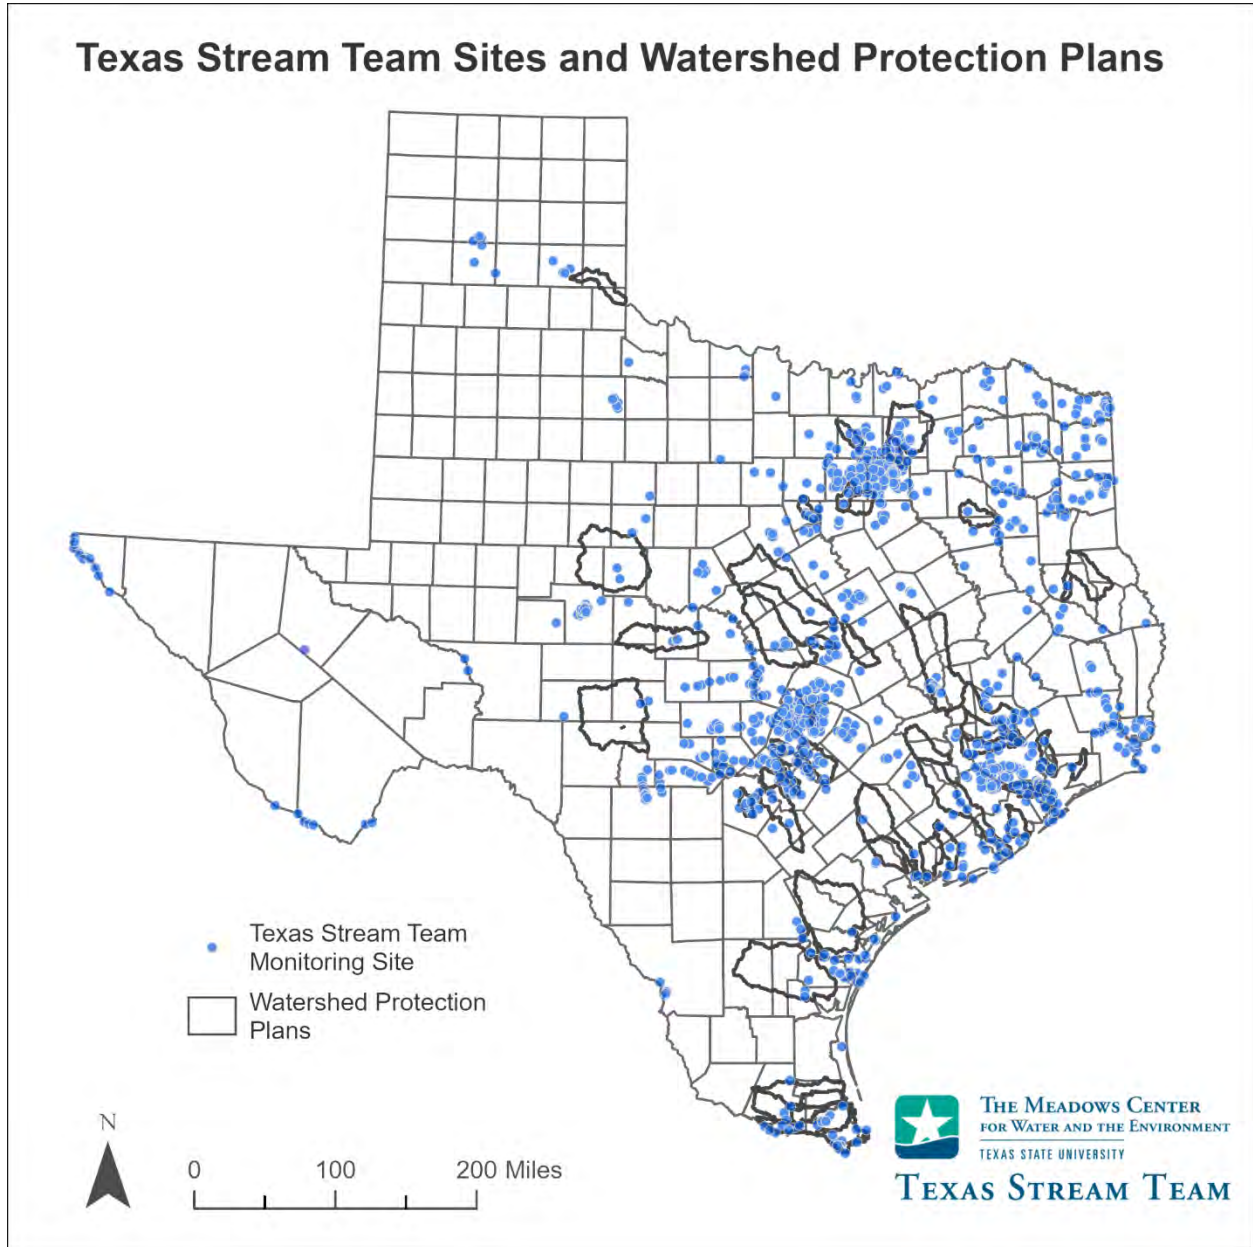 Texas Stream Team Sites and Watershed Protection Plans
Texas Stream Team
Monitoring Site
Watershed Protection
Plans
N
0 100 200 Miles
THE MEADOWS CENTER
FOR WATER AND THE ENVIRONMENT
TEXAS STATE UNIVERSITY
TEXAS STREAM TEAM